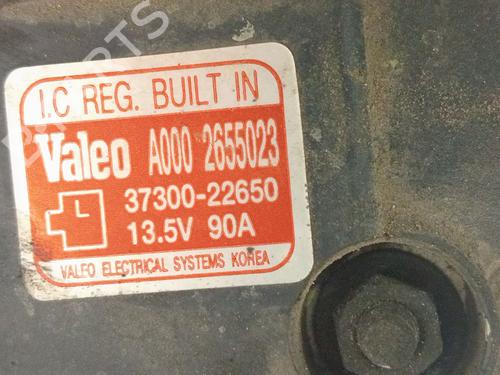 I.C REG. BUILT IN
Valeo A000 2655023
37300-22650
13.5V 90A
VALEO ELECTRICAL SYSTEMS KOREA